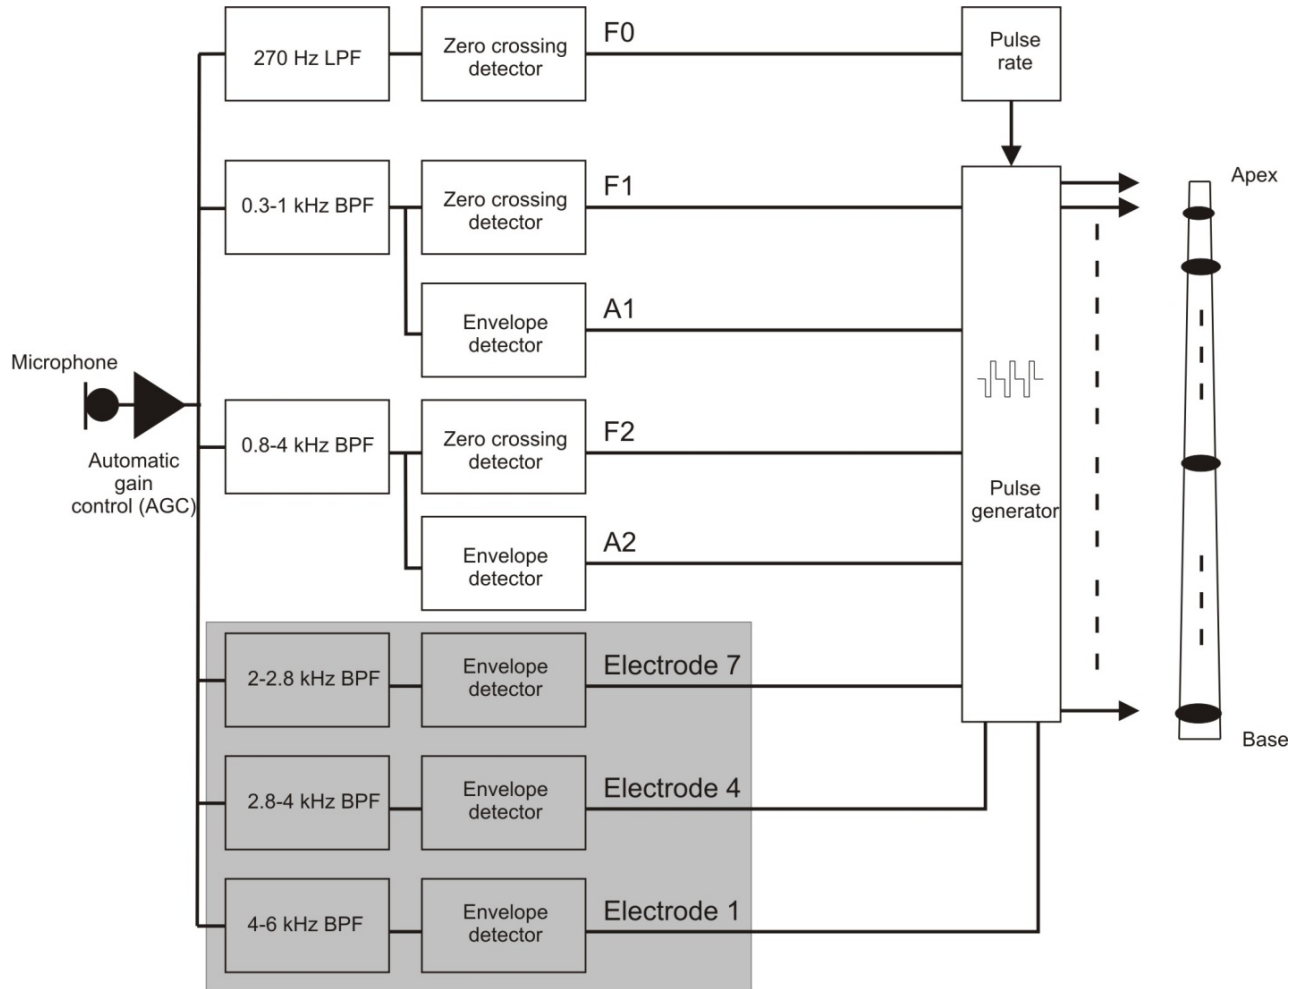 F0
270 Hz LPF
Zero crossing
detector
Pulse
rate
F1
0.3-1 kHz BPF
Zero crossing
detector
Apex
A1
Envelope
detector
Microphone
Automatic
gain
control (AGC)
F2
0.8-4 kHz BPF
Zero crossing
detector
Pulse
generator
A2
Envelope
detector
2-2.8 kHz BPF
Envelope
detector
Electrode 7
Base
2.8-4 kHz BPF
Envelope
detector
Electrode 4
4-6 kHz BPF
Envelope
detector
Electrode 1